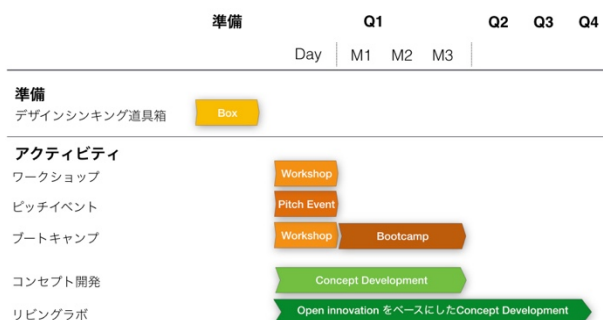 準備 Q1 Q2 Q3 Q4
Day M1 M2 M3
準備
デザインシンキング道具箱 Box
アクティビティ
ワークショップ Workshop
ピッチイベント Pitch Event
ブートキャンプ Workshop Bootcamp
コンセプト開発 Concept Development
リビングラボ Open innovation をベースにしたConcept Development